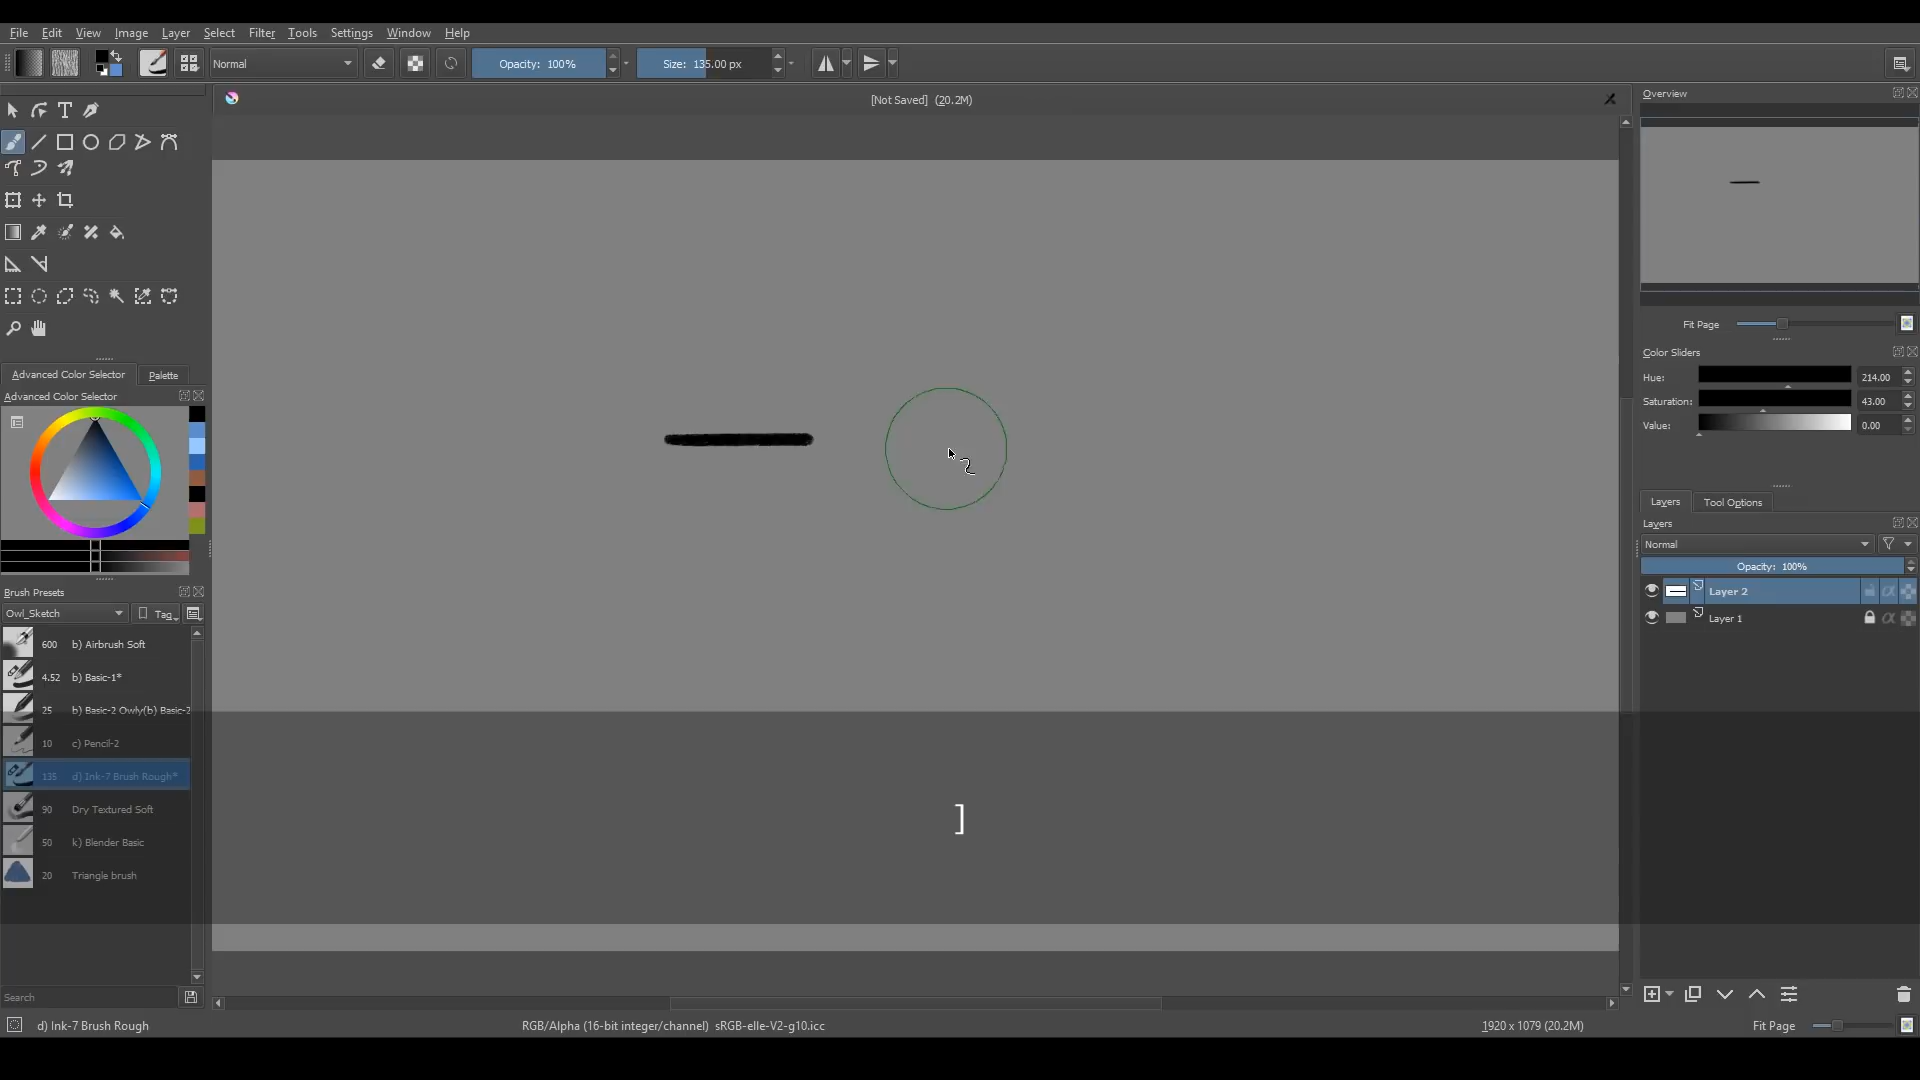 File Edit View Image Layer Select Filter Tools Settings Window Help
Normal Opacity: 100% Size: 135.00 px
[Not Saved] (20.2M)
Overview
Fit Page
Color Sliders
Hue: 214.00
Saturation: 43.00
Value: 0.00
Advanced Color Selector Palette
Advanced Color Selector
Layers Tool Options
Layers
Normal
Opacity: 100%
Layer 2
Layer 1
Brush Presets
Owl_Sketch Tag
600 b) Airbrush Soft
4.52 b) Basic-1*
25 b) Basic-2 Owly(b) Basic-2
10 c) Pencil-2
135 d) Ink-7 Brush Rough*
90 Dry Textured Soft
50 k) Blender Basic
20 Triangle brush
]
Search
d) Ink-7 Brush Rough RGB/Alpha (16-bit integer/channel) sRGB-elle-V2-g10.icc 1920 x 1079 (20.2M) Fit Page